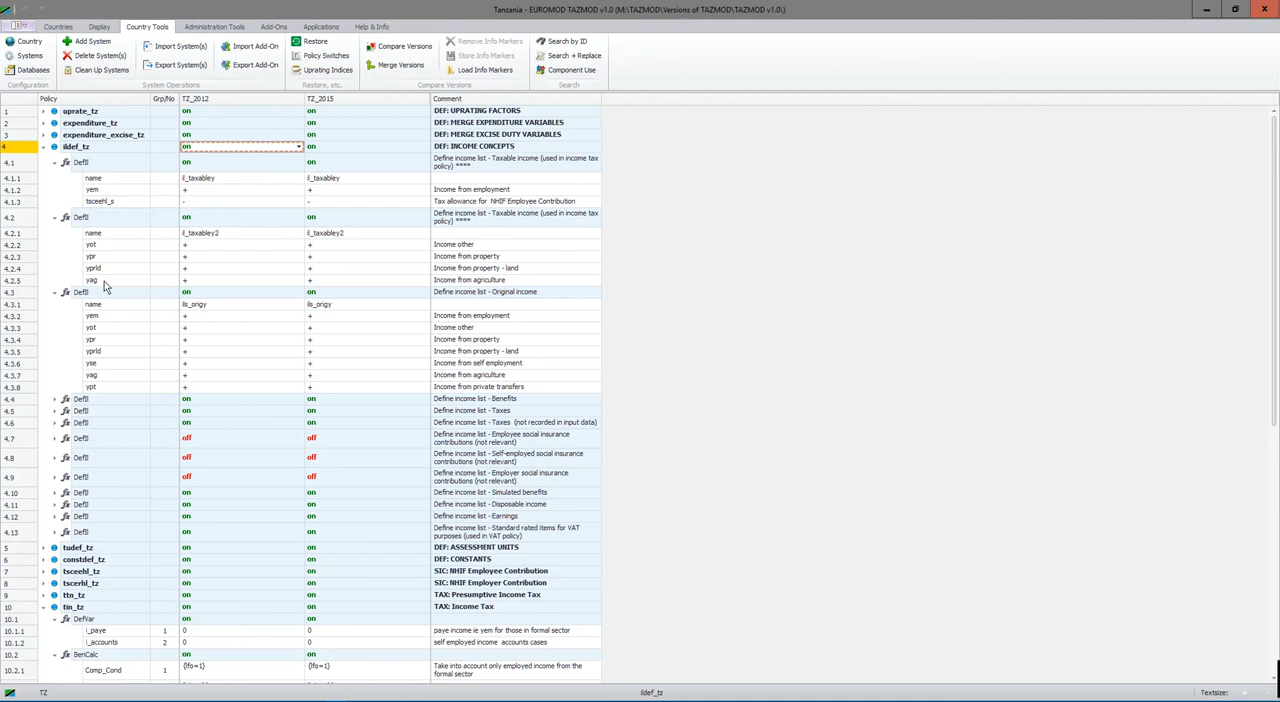 Tanzania - EUROMOD TAZMOD v1.0 (M:\TAZMOD\Versions of TAZMOD\TAZMOD v1.0\)
Countries Display Country Tools Administration Tools Add-Ons Applications Help & Info
Country Add System Import System(s) Import Add-On Restore Compare Versions Remove Info Markers Search by ID
Systems Delete System(s) Policy Switches Store Info Markers Search + Replace
Databases Clean Up Systems Export System(s) Export Add-On Uprating Indices Merge Versions Load Info Markers Component Use
Configuration System Operations Restore, etc. Compare Versions Search
Policy Grp/No TZ_2012 TZ_2015 Comment
1 uprate_tz on on DEF: UPRATING FACTORS
2 expenditure_tz on on DEF: MERGE EXPENDITURE VARIABLES
3 expenditure_excise_tz on on DEF: MERGE EXCISE DUTY VARIABLES
4 ildef_tz on on DEF: INCOME CONCEPTS
4.1 fx DefIl on on Define income list - Taxable income (used in income tax
policy) ****
4.1.1 name il_taxabley il_taxabley
4.1.2 yem + + Income from employment
4.1.3 tsceehl_s - - Tax allowance for NHIF Employee Contribution
4.2 fx DefIl on on Define income list - Taxable income (used in income tax
policy) ****
4.2.1 name il_taxabley2 il_taxabley2
4.2.2 yot + + Income other
4.2.3 ypr + + Income from property
4.2.4 yprld + + Income from property - land
4.2.5 yag + + Income from agriculture
4.3 fx DefIl on on Define income list - Original income
4.3.1 name ils_origy ils_origy
4.3.2 yem + + Income from employment
4.3.3 yot + + Income other
4.3.4 ypr + + Income from property
4.3.5 yprld + + Income from property - land
4.3.6 yse + + Income from self employment
4.3.7 yag + + Income from agriculture
4.3.8 ypt + + Income from private transfers
4.4 fx DefIl on on Define income list - Benefits
4.5 fx DefIl on on Define income list - Taxes
4.6 fx DefIl on on Define income list - Taxes (not recorded in input data)
4.7 fx DefIl off off Define income list - Employee social insurance
contributions (not relevant)
4.8 fx DefIl off off Define income list - Self-employed social insurance
contributions (not relevant)
4.9 fx DefIl off off Define income list - Employer social insurance
contributions (not relevant)
4.10 fx DefIl on on Define income list - Simulated benefits
4.11 fx DefIl on on Define income list - Disposable income
4.12 fx DefIl on on Define income list - Earnings
4.13 fx DefIl on on Define income list - Standard rated items for VAT
purposes (used in VAT policy)
5 tudef_tz on on DEF: ASSESSMENT UNITS
6 constdef_tz on on DEF: CONSTANTS
7 tsceehl_tz on on SIC: NHIF Employee Contribution
8 tscerhl_tz on on SIC: NHIF Employer Contribution
9 ttn_tz on on TAX: Presumptive Income Tax
10 tin_tz on on TAX: Income Tax
10.1 fx DefVar on on
10.1.1 i_paye 1 0 0 paye income ie yem for those in formal sector
10.1.2 i_accounts 2 0 0 self employed income accounts cases
10.2 fx BenCalc on on
10.2.1 Comp_Cond 1 {lfo=1} {lfo=1} Take into account only employed income from the
formal sector
TZ ildef_tz Textsize: + -